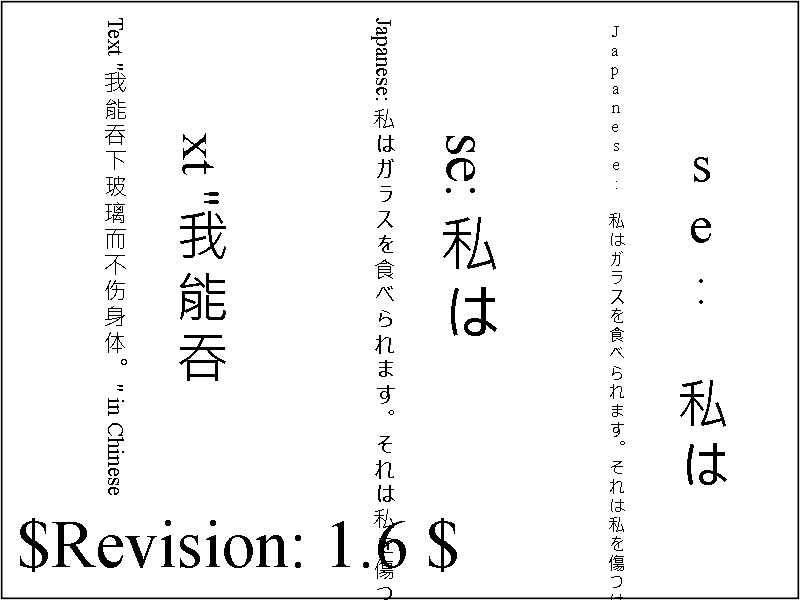 Text "我能吞下玻璃而不伤身体。" in Chinese
xt "我能吞
Japanese: 私はガラスを食べられます。それは私を傷つ
se: 私は
Japanese: 私はガラスを食べられます。それは私を傷つ
se: 私は
$Revision: 1.6 $